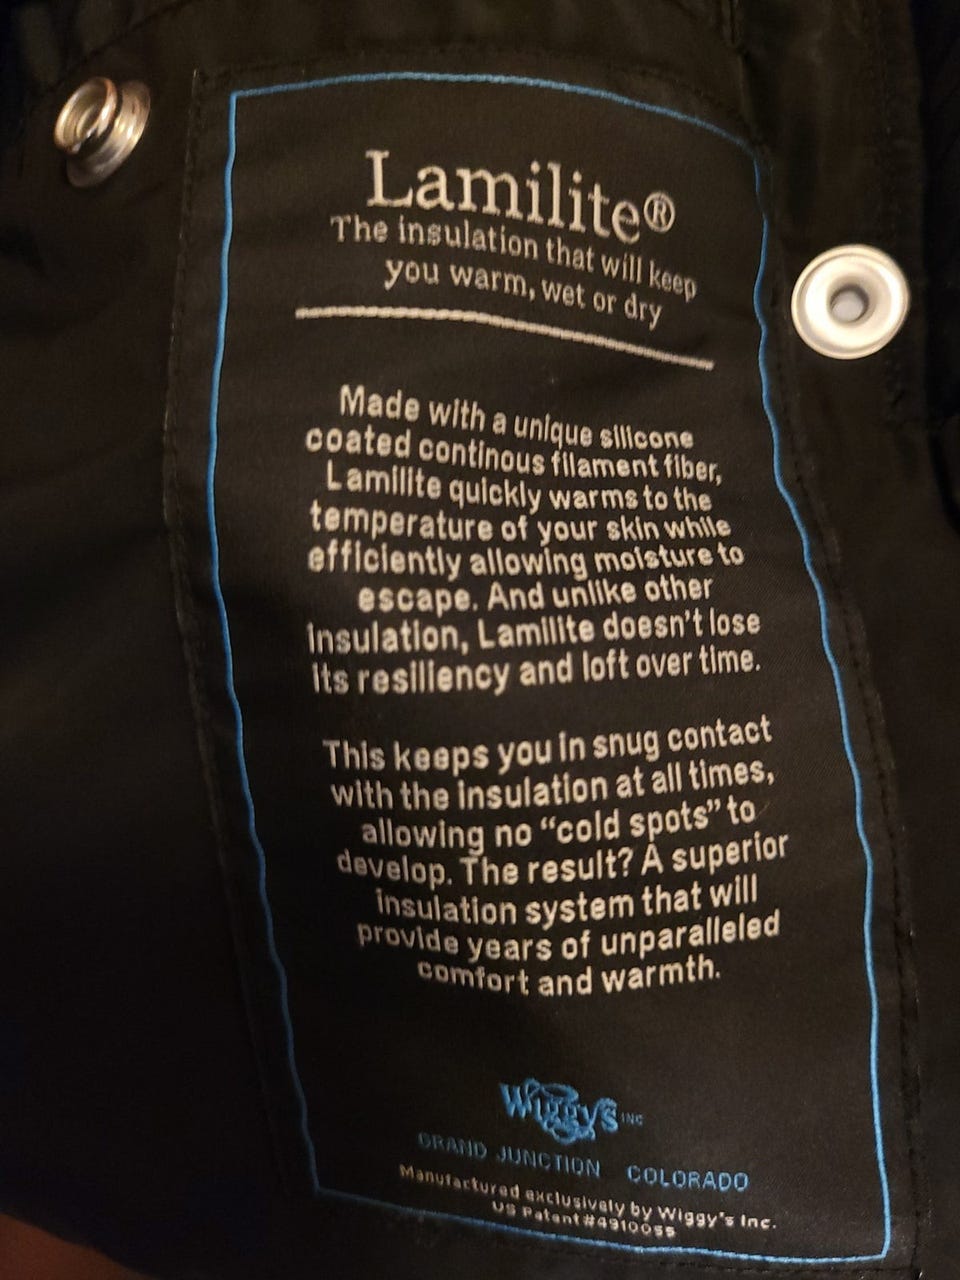 Lamilite®
The insulation that will keep
you warm, wet or dry
Made with a unique silicone
coated continous filament fiber,
Lamilite quickly warms to the
temperature of your skin while
efficiently allowing moisture to
escape. And unlike other
insulation, Lamilite doesn't lose
its resiliency and loft over time.
This keeps you in snug contact
with the insulation at all times,
allowing no “cold spots” to
develop. The result? A superior
insulation system that will
provide years of unparalleled
comfort and warmth.
Wiggy's INC
GRAND JUNCTION COLORADO
Manufactured exclusively by Wiggy's Inc.
US Patent #4910055